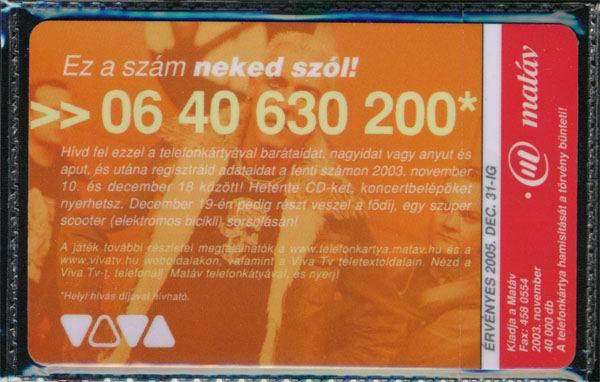 Ez a szám neked szól!
>> 06 40 630 200*
Hívd fel ezzel a telefonkártyával barátaidat, nagyidat vagy anyut és
aput, és utána regisztráld adataidat a fenti számon 2003. november
10. és december 18 között! Hetente CD-ket, koncertbelépőket
nyerhetsz. December 19-én pedig részt veszel a fődíj, egy szuper
scooter (elektromos bicikli) sorsolásán!
A játék további részletei megtalálhatók a www.telefonkartya.matav.hu és a
www.vivatv.hu weboldalakon, valamint a Viva Tv teletextoldalain. Nézd a
Viva Tv-t, telefonálj Matáv telefonkátyával, és nyerj!
*Helyi hívás díjával hívható.
VIVA
ÉRVÉNYES 2005. DEC. 31-IG
matáv
Kiadja a Matáv
Fax: 458 0554
2003. november
40 000 db
A telefonkártya hamisítását a törvény bünteti!